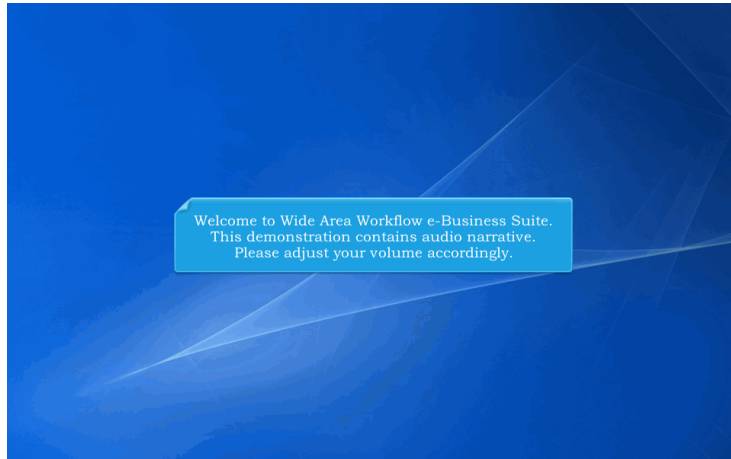 Welcome to Wide Area Workflow e-Business Suite.
This demonstration contains audio narrative.
Please adjust your volume accordingly.